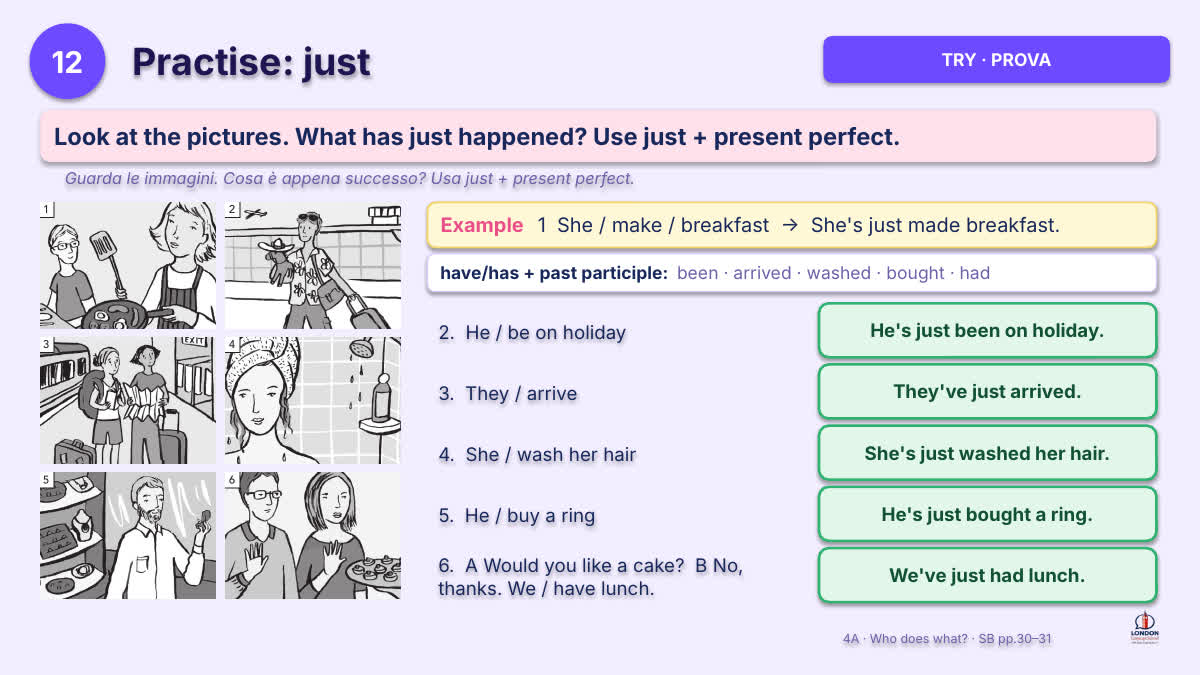 12
Practise: just
TRY · PROVA
Look at the pictures. What has just happened? Use just + present perfect.
Guarda le immagini. Cosa è appena successo? Usa just + present perfect.
1
2
3
EXIT
4
5
6
Example 1 She / make / breakfast → She's just made breakfast.
have/has + past participle: been · arrived · washed · bought · had
2. He / be on holiday
He's just been on holiday.
3. They / arrive
They've just arrived.
4. She / wash her hair
She's just washed her hair.
5. He / buy a ring
He's just bought a ring.
6. A Would you like a cake? B No,
thanks. We / have lunch.
We've just had lunch.
4A · Who does what? · SB pp.30–31
LONDON